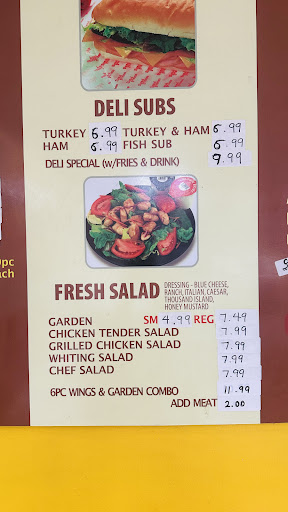 DELI SUBS
TURKEY 6.99 TURKEY & HAM 6.99
HAM 6.99 FISH SUB 6.99
DELI SPECIAL (w/FRIES & DRINK) 9.99
FRESH SALAD
DRESSING - BLUE CHEESE,
RANCH, ITALIAN, CAESAR,
THOUSAND ISLAND,
HONEY MUSTARD
GARDEN SM 4.99 REG 7.49
CHICKEN TENDER SALAD 7.99
GRILLED CHICKEN SALAD 7.99
WHITING SALAD 7.99
CHEF SALAD 7.99
6PC WINGS & GARDEN COMBO 11.99
ADD MEAT 2.00